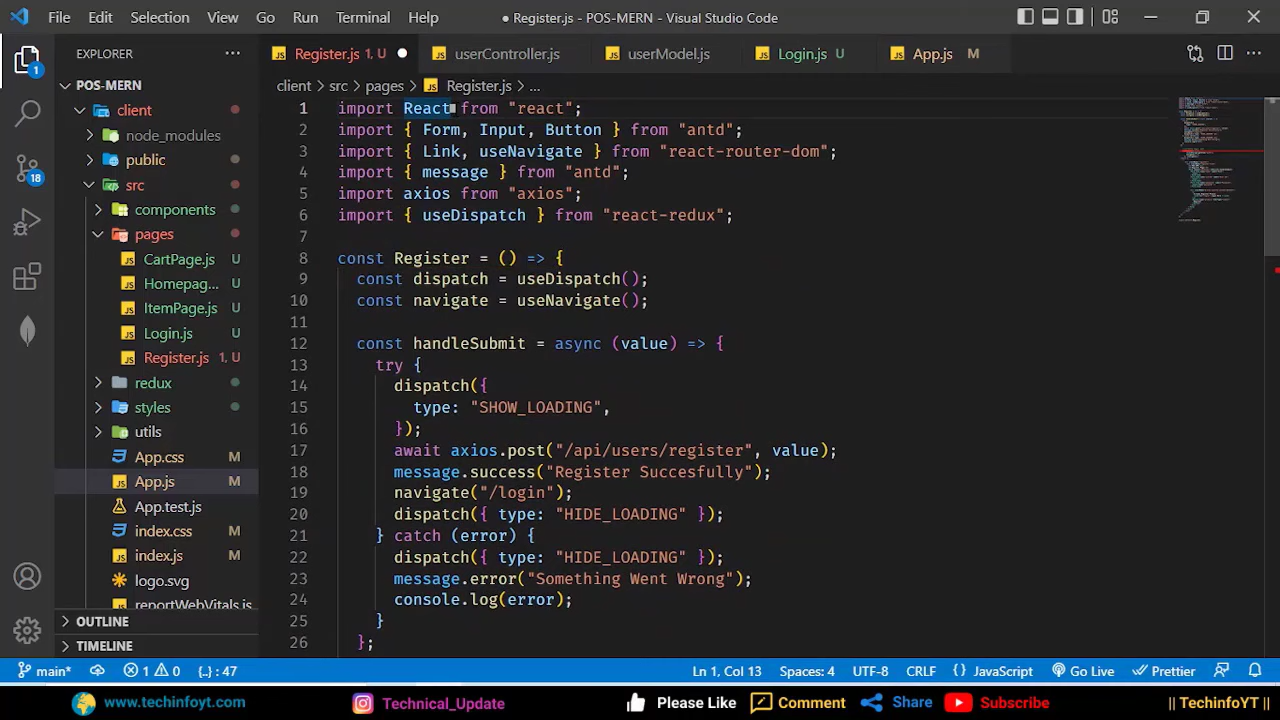 File Edit Selection View Go Run Terminal Help
● Register.js - POS-MERN - Visual Studio Code
EXPLORER ...
Register.js 1, U ●
userController.js
userModel.js
Login.js U
App.js M
POS-MERN
client > src > pages > Register.js > ...
client
node_modules
public
src
components
pages
CartPage.js U
Homepag... U
ItemPage.js U
Login.js U
Register.js 1, U
redux
styles
utils
App.css M
App.js M
App.test.js
index.css M
index.js M
logo.svg
reportWebVitals.js
OUTLINE
TIMELINE
1
18
1 import React from "react";
2 import { Form, Input, Button } from "antd";
3 import { Link, useNavigate } from "react-router-dom";
4 import { message } from "antd";
5 import axios from "axios";
6 import { useDispatch } from "react-redux";
7
8 const Register = () => {
9 const dispatch = useDispatch();
10 const navigate = useNavigate();
11
12 const handleSubmit = async (value) => {
13 try {
14 dispatch({
15 type: "SHOW_LOADING",
16 });
17 await axios.post("/api/users/register", value);
18 message.success("Register Succesfully");
19 navigate("/login");
20 dispatch({ type: "HIDE_LOADING" });
21 } catch (error) {
22 dispatch({ type: "HIDE_LOADING" });
23 message.error("Something Went Wrong");
24 console.log(error);
25 }
26 };
main* 1 0 {..} : 47 Ln 1, Col 13 Spaces: 4 UTF-8 CRLF {} JavaScript Go Live Prettier
www.techinfoyt.com Technical_Update Please Like Comment Share Subscribe || TechinfoYT ||